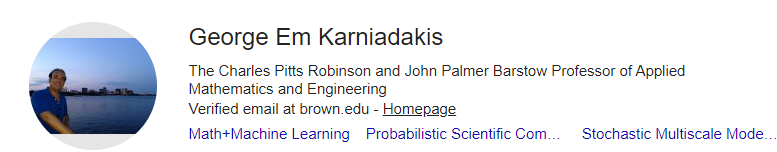 George Em Karniadakis
The Charles Pitts Robinson and John Palmer Barstow Professor of Applied
Mathematics and Engineering
Verified email at brown.edu - Homepage
Math+Machine Learning Probabilistic Scientific Com… Stochastic Multiscale Mode…